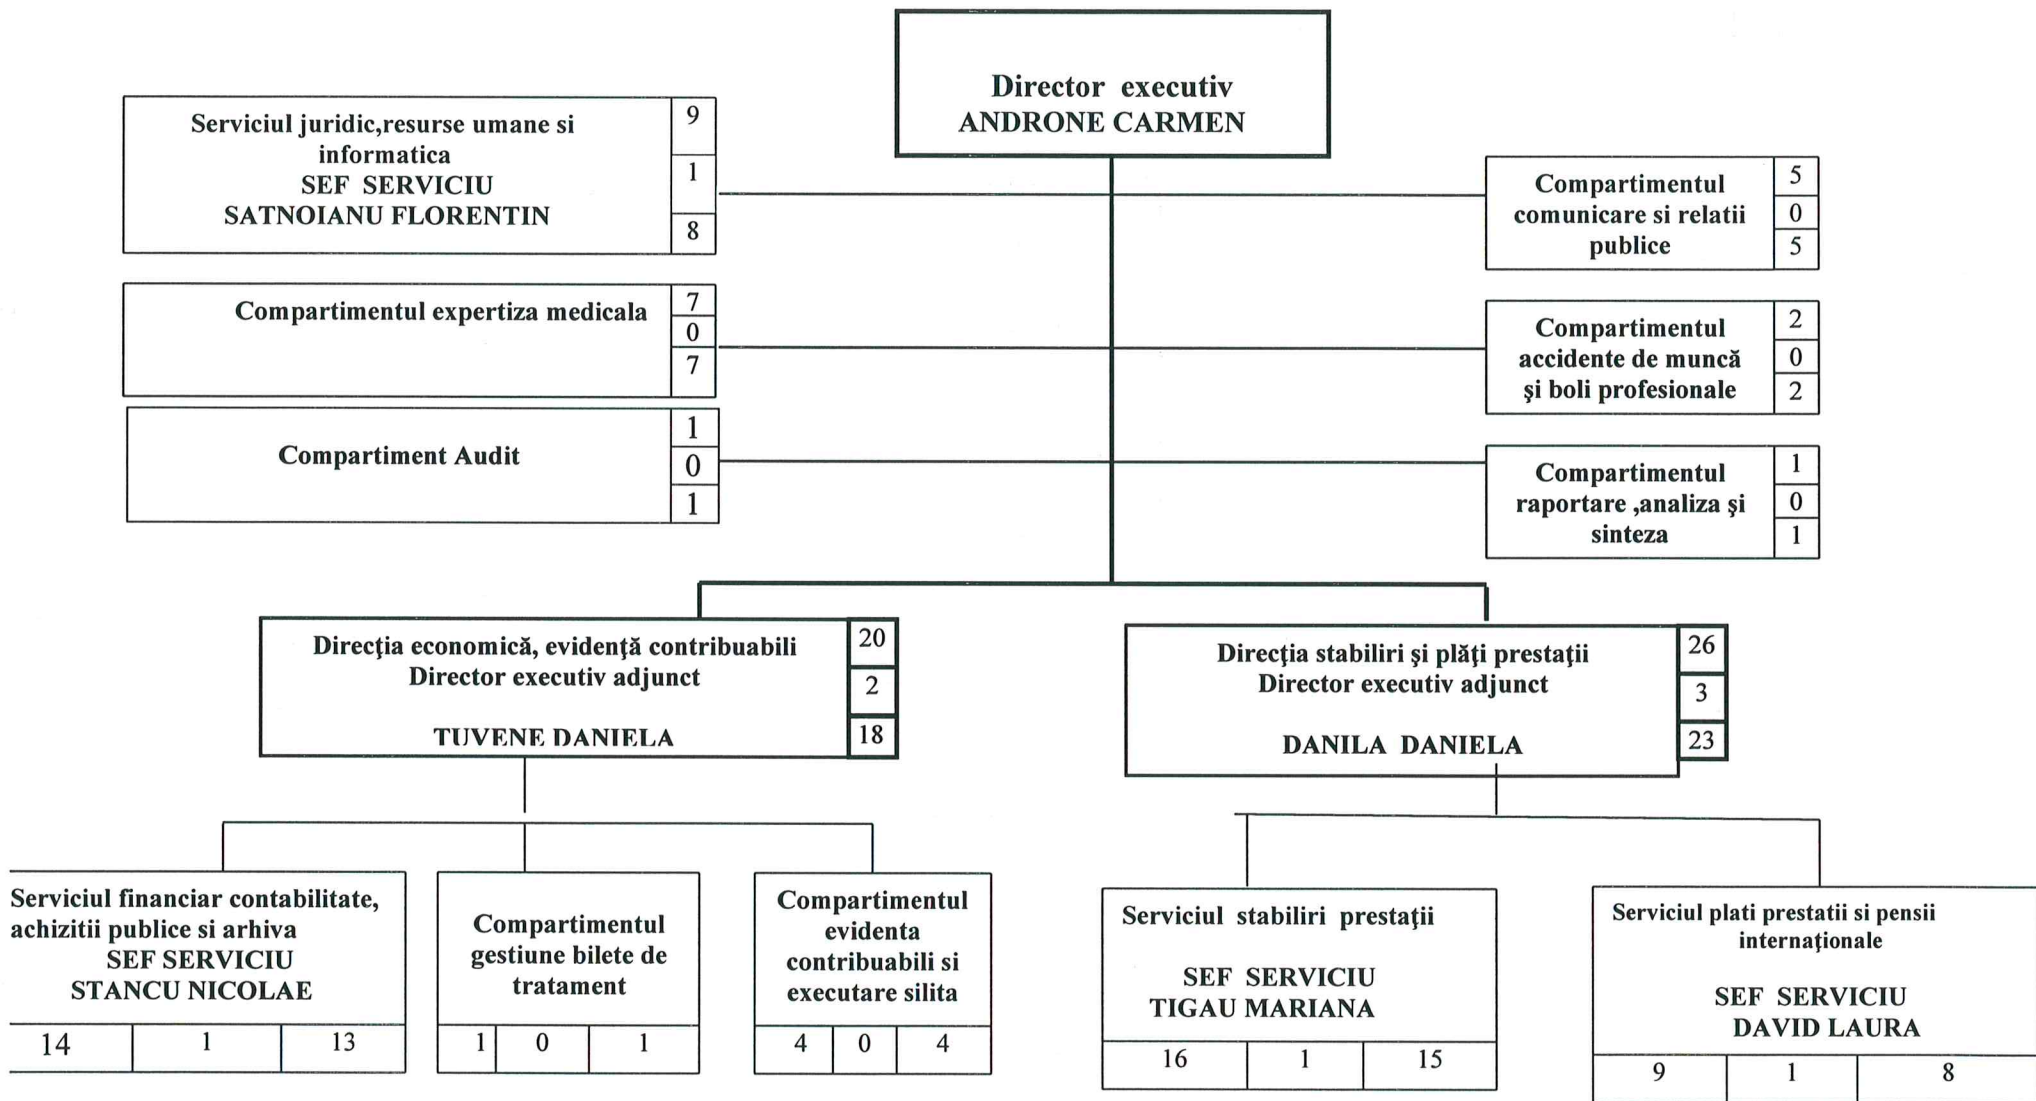 Director executiv
ANDRONE CARMEN
Serviciul juridic,resurse umane si
informatica
SEF SERVICIU
SATNOIANU FLORENTIN
9
1
8
Compartimentul
comunicare si relatii
publice
5
0
5
Compartimentul expertiza medicala
7
0
7
Compartimentul
accidente de muncă
şi boli profesionale
2
0
2
Compartiment Audit
1
0
1
Compartimentul
raportare ,analiza şi
sinteza
1
0
1
Direcţia economică, evidenţă contribuabili
Director executiv adjunct
TUVENE DANIELA
20
2
18
Direcţia stabiliri şi plăţi prestaţii
Director executiv adjunct
DANILA DANIELA
26
3
23
Serviciul financiar contabilitate,
achizitii publice si arhiva
SEF SERVICIU
STANCU NICOLAE
14 1 13
Compartimentul
gestiune bilete de
tratament
1 0 1
Compartimentul
evidenta
contribuabili si
executare silita
4 0 4
Serviciul stabiliri prestaţii
SEF SERVICIU
TIGAU MARIANA
16 1 15
Serviciul plati prestatii si pensii
internaţionale
SEF SERVICIU
DAVID LAURA
9 1 8